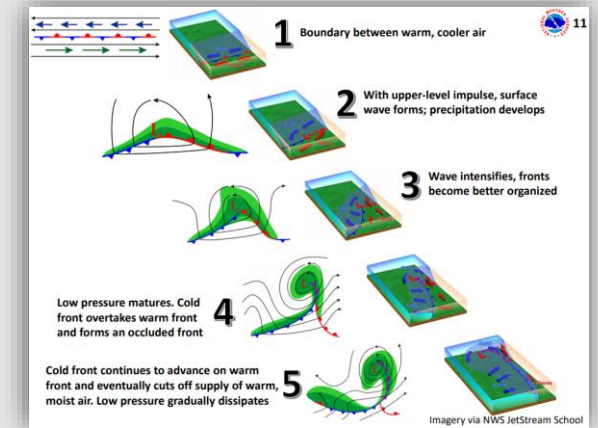 11
1 Boundary between warm, cooler air
2 With upper-level impulse, surface
wave forms; precipitation develops
L
3 Wave intensifies, fronts
become better organized
L
Low pressure matures. Cold
front overtakes warm front
and forms an occluded front
4
L
Cold front continues to advance on warm
front and eventually cuts off supply of warm,
moist air. Low pressure gradually dissipates
5
L
Imagery via NWS JetStream School